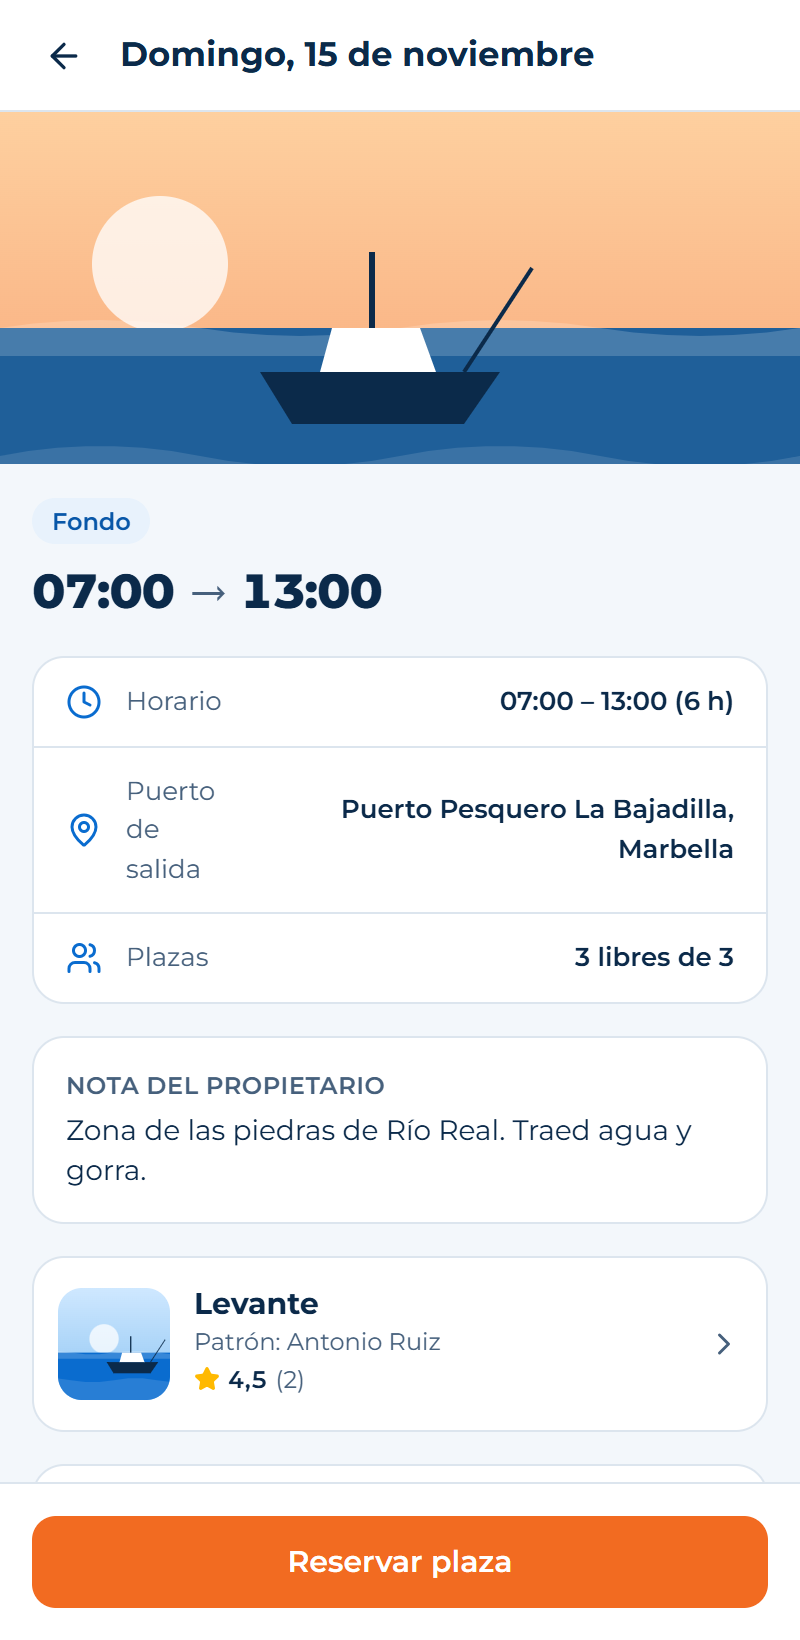 Domingo, 15 de noviembre
Fondo
07:00 → 13:00
Horario
07:00 – 13:00 (6 h)
Puerto
de
salida
Puerto Pesquero La Bajadilla,
Marbella
Plazas
3 libres de 3
NOTA DEL PROPIETARIO
Zona de las piedras de Río Real. Traed agua y
gorra.
Levante
Patrón: Antonio Ruiz
4,5 (2)
Reservar plaza